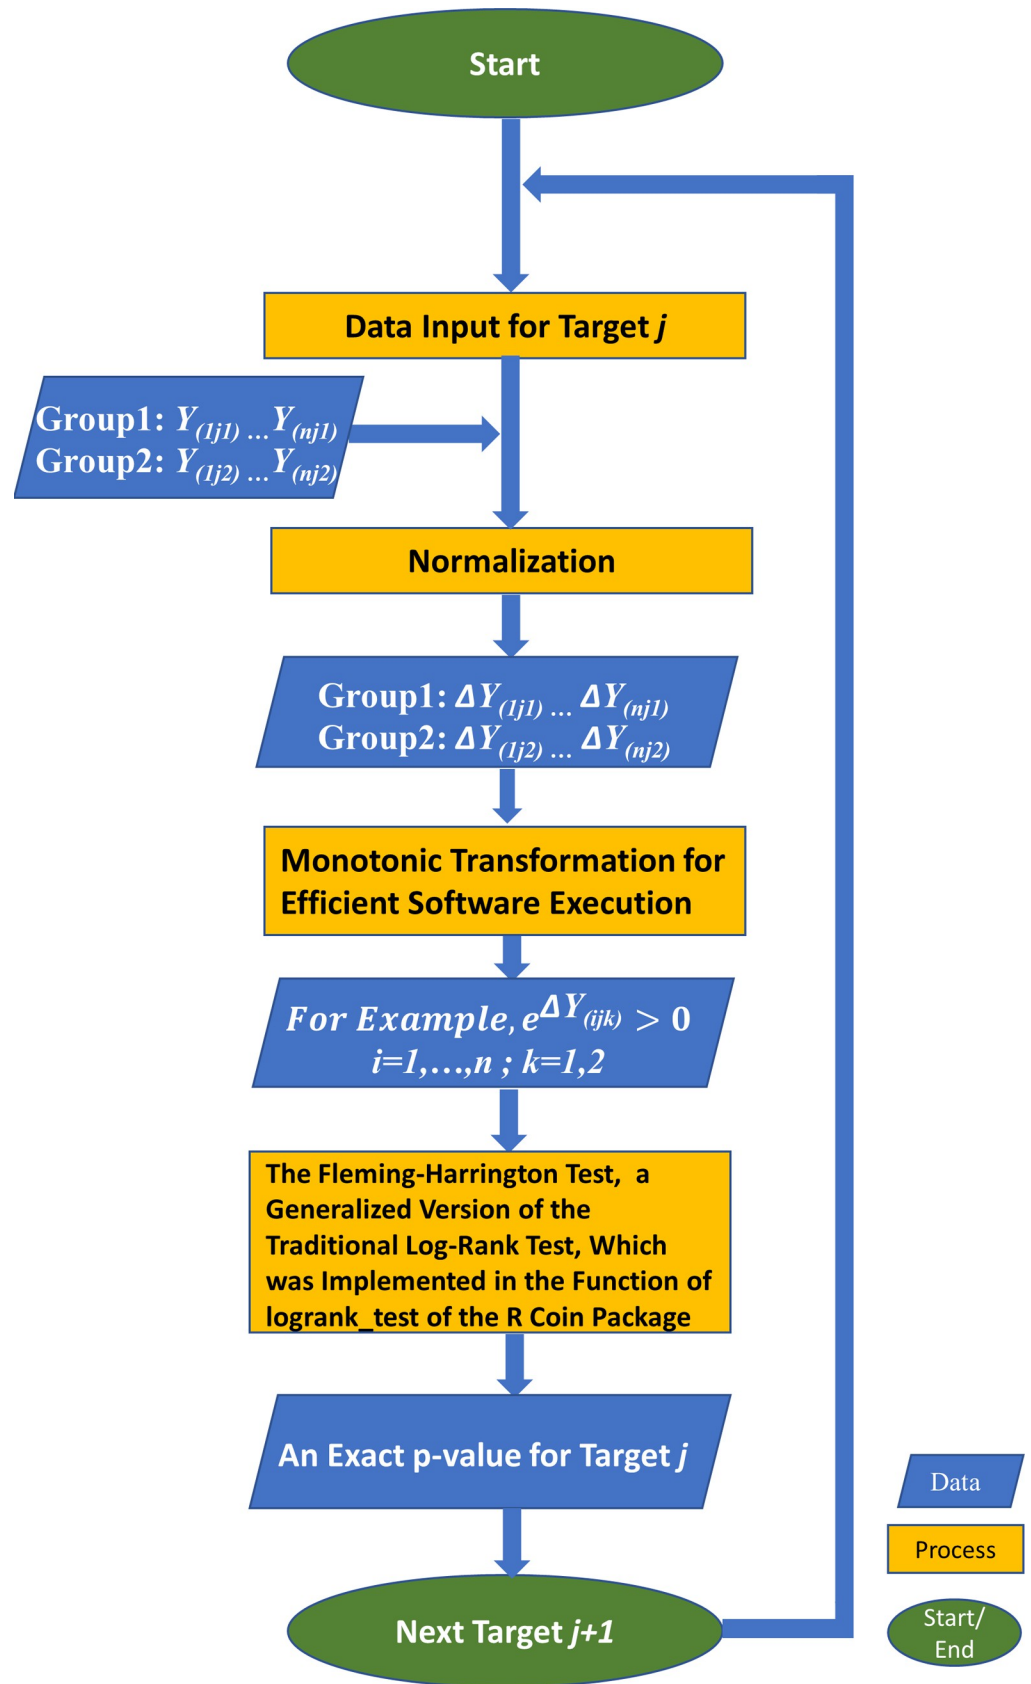 Start
Data Input for Target j
Group1: Y(1j1) ... Y(nj1)
Group2: Y(1j2) ... Y(nj2)
Normalization
Group1: ΔY(1j1) ... ΔY(nj1)
Group2: ΔY(1j2) ... ΔY(nj2)
Monotonic Transformation for
Efficient Software Execution
For Example, e^ΔY(ijk) > 0
i=1,...,n ; k=1,2
The Fleming-Harrington Test, a
Generalized Version of the
Traditional Log-Rank Test, Which
was Implemented in the Function of
logrank_test of the R Coin Package
An Exact p-value for Target j
Next Target j+1
Data
Process
Start/
End